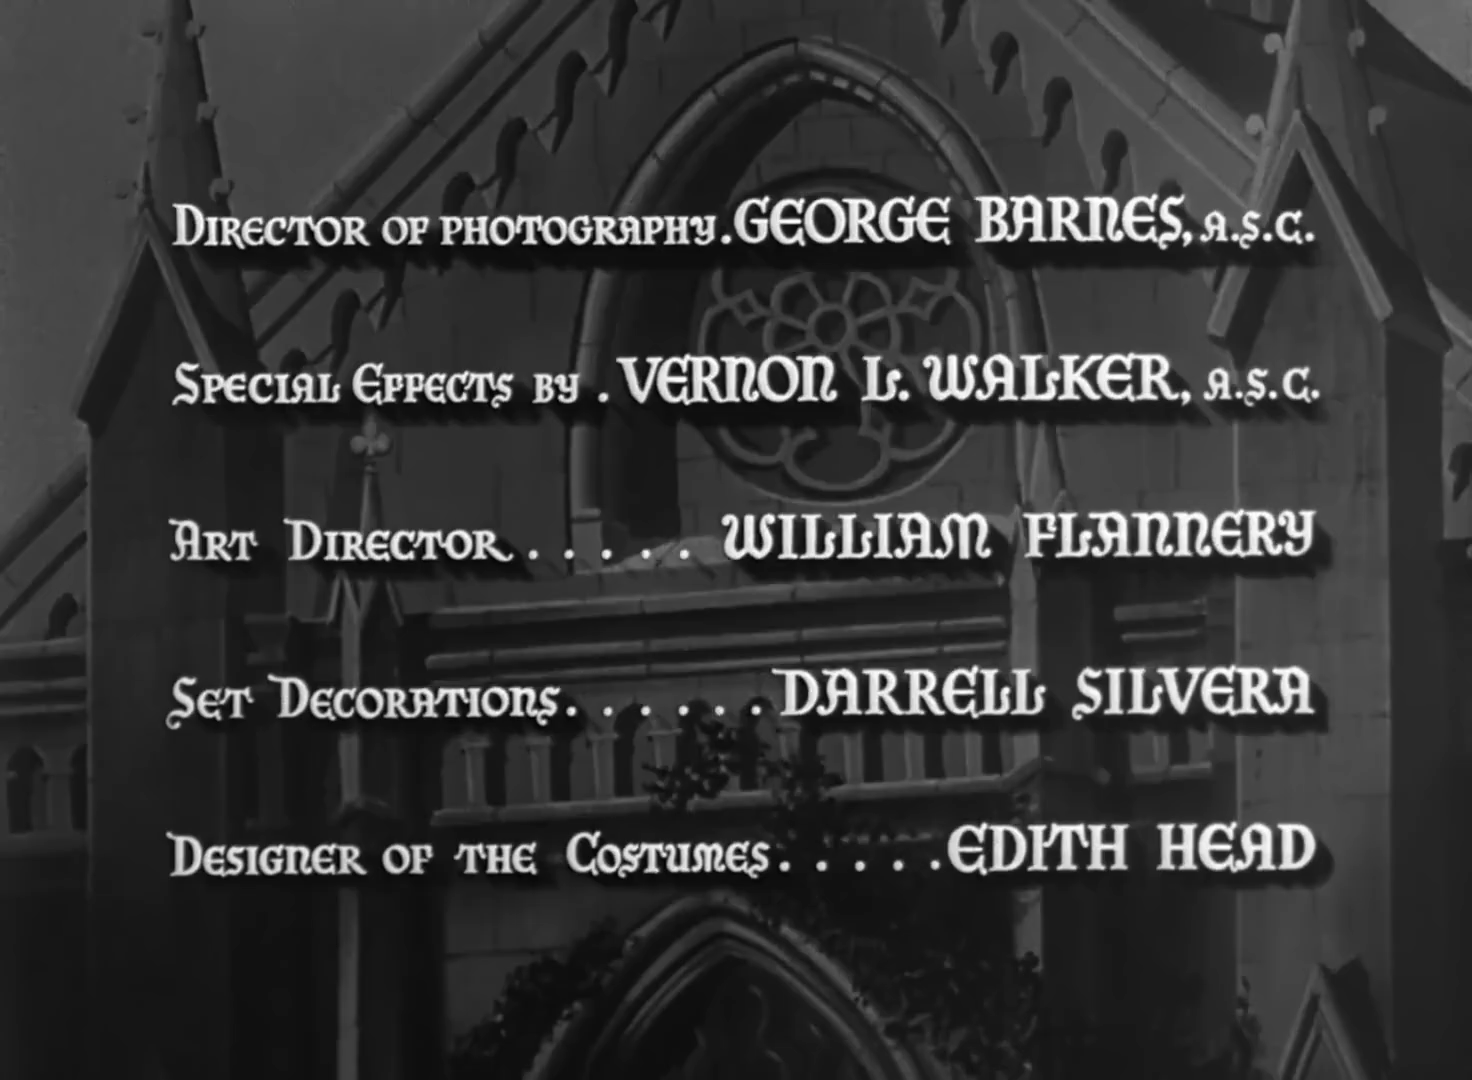 Director of photography.GEORGE BARNES, A.S.C.
Special Effects by . VERNON L. WALKER, A.S.C.
Art Director . . . . . WILLIAM FLANNERY
Set Decorations . . . . . . DARRELL SILVERA
Designer of the Costumes . . . . . EDITH HEAD